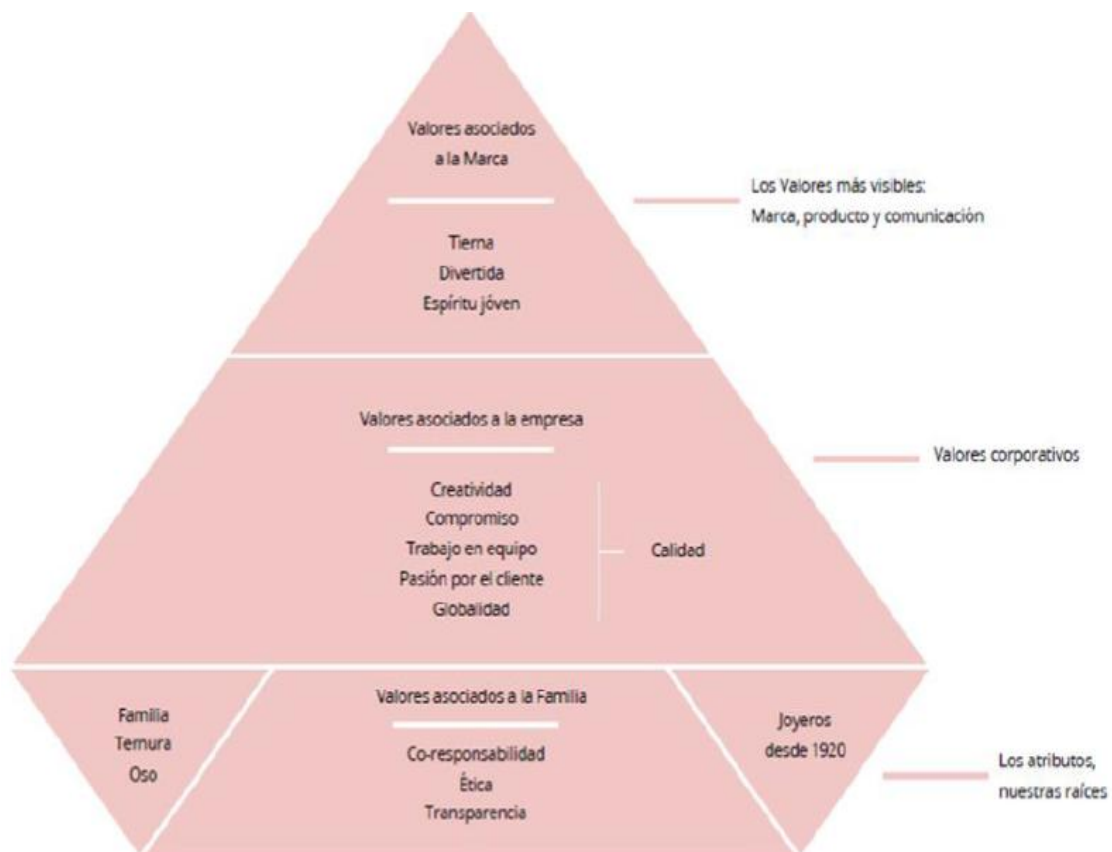 Valores asociados
a la Marca
Tierna
Divertida
Espíritu jóven
Los Valores más visibles:
Marca, producto y comunicación
Valores asociados a la empresa
Creatividad
Compromiso
Trabajo en equipo
Pasión por el cliente
Globalidad
Calidad
Valores corporativos
Familia
Ternura
Oso
Valores asociados a la Familia
Co-responsabilidad
Ética
Transparencia
Joyeros
desde 1920
Los atributos,
nuestras raíces